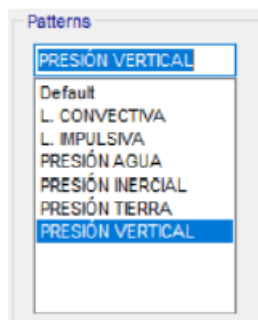 Patterns
PRESIÓN VERTICAL
Default
L. CONVECTIVA
L. IMPULSIVA
PRESIÓN AGUA
PRESIÓN INERCIAL
PRESIÓN TIERRA
PRESIÓN VERTICAL